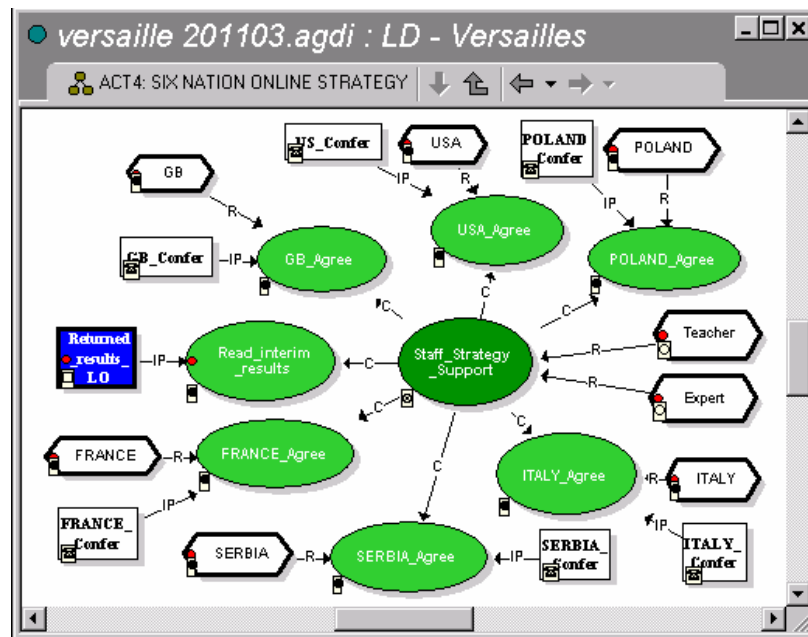 versaille 201103.agdi : LD - Versailles
ACT4: SIX NATION ONLINE STRATEGY
US_Confer
USA
POLAND
_Confer
POLAND
GB
R
IP
R
IP
R
GB_Confer
IP
GB_Agree
USA_Agree
POLAND_Agree
C
C
C
Returned
_results_
LO
IP
Read_interim
_results
C
Staff_Strategy
_Support
R
Teacher
R
Expert
C
C
FRANCE
R
FRANCE_Agree
C
ITALY_Agree
R
ITALY
IP
FRANCE_
Confer
IP
SERBIA
R
SERBIA_Agree
IP
SERBIA_
Confer
ITALY_
Confer